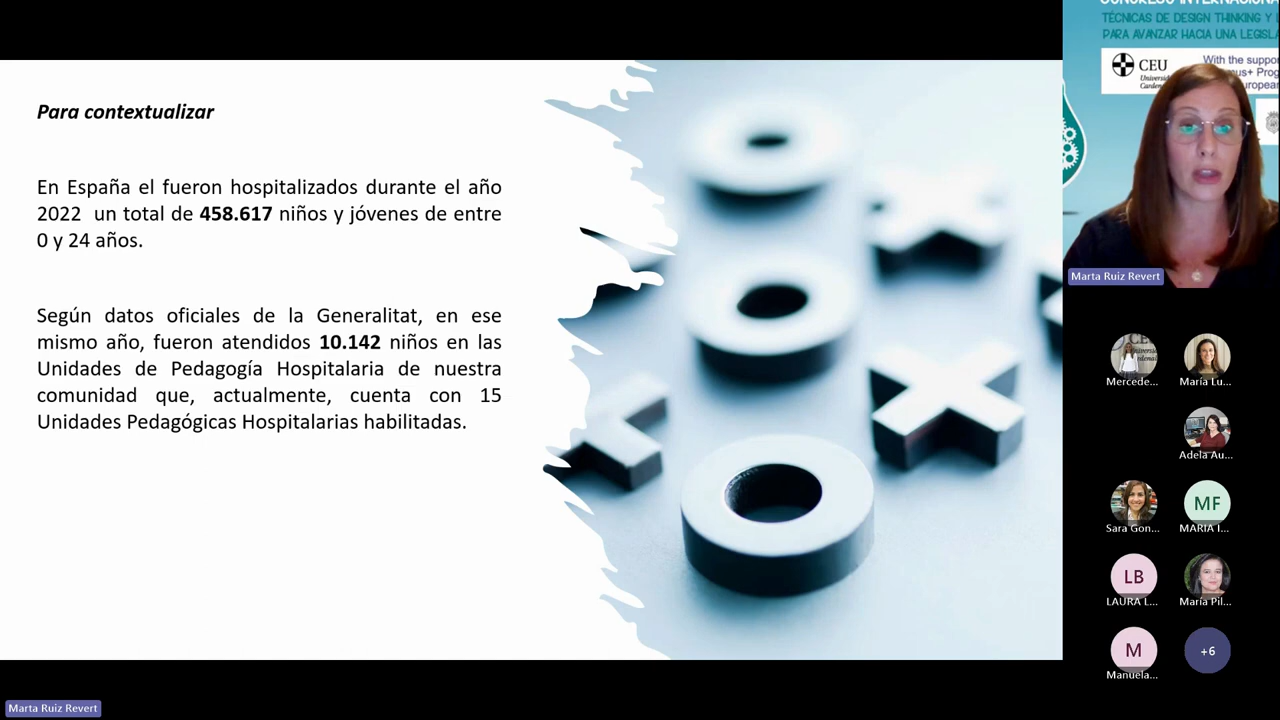 Para contextualizar
En España el fueron hospitalizados durante el año
2022 un total de 458.617 niños y jóvenes de entre
0 y 24 años.
Según datos oficiales de la Generalitat, en ese
mismo año, fueron atendidos 10.142 niños en las
Unidades de Pedagogía Hospitalaria de nuestra
comunidad que, actualmente, cuenta con 15
Unidades Pedagógicas Hospitalarias habilitadas.
CONGRESO INTERNACIONA
TÉCNICAS DE DESIGN THINKING Y
PARA AVANZAR HACIA UNA LEGISLA
CEU
With the suppo
Marta Ruiz Revert
Mercede...
María Lu...
Adela Au...
Sara Gon...
MF
MARIA I...
LB
LAURA L...
María Pil...
M
Manuela...
+6
Marta Ruiz Revert